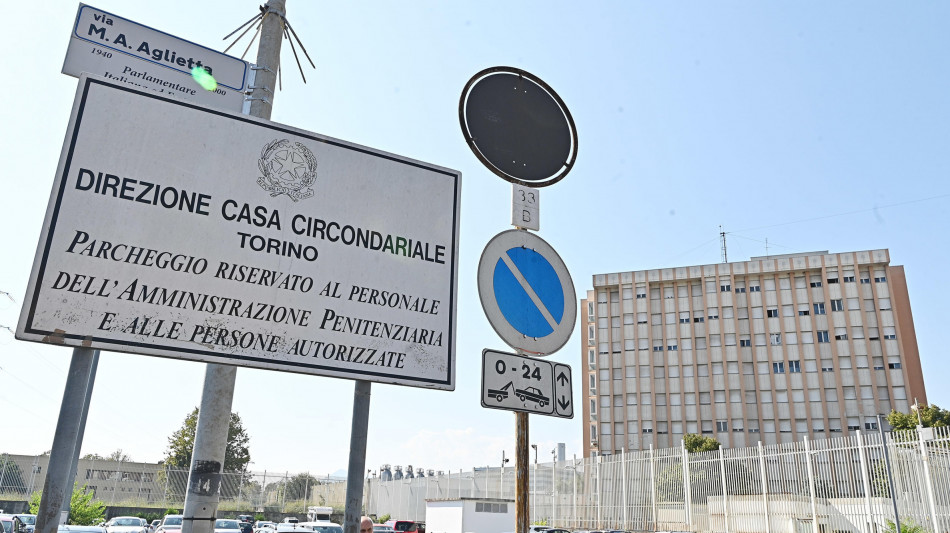 via
M. A. Aglietta
1940
Parlamentare
DIREZIONE CASA CIRCONDARIALE
TORINO
PARCHEGGIO RISERVATO AL PERSONALE
DELL'AMMINISTRAZIONE PENITENZIARIA
E ALLE PERSONE AUTORIZZATE
33
B
0-24